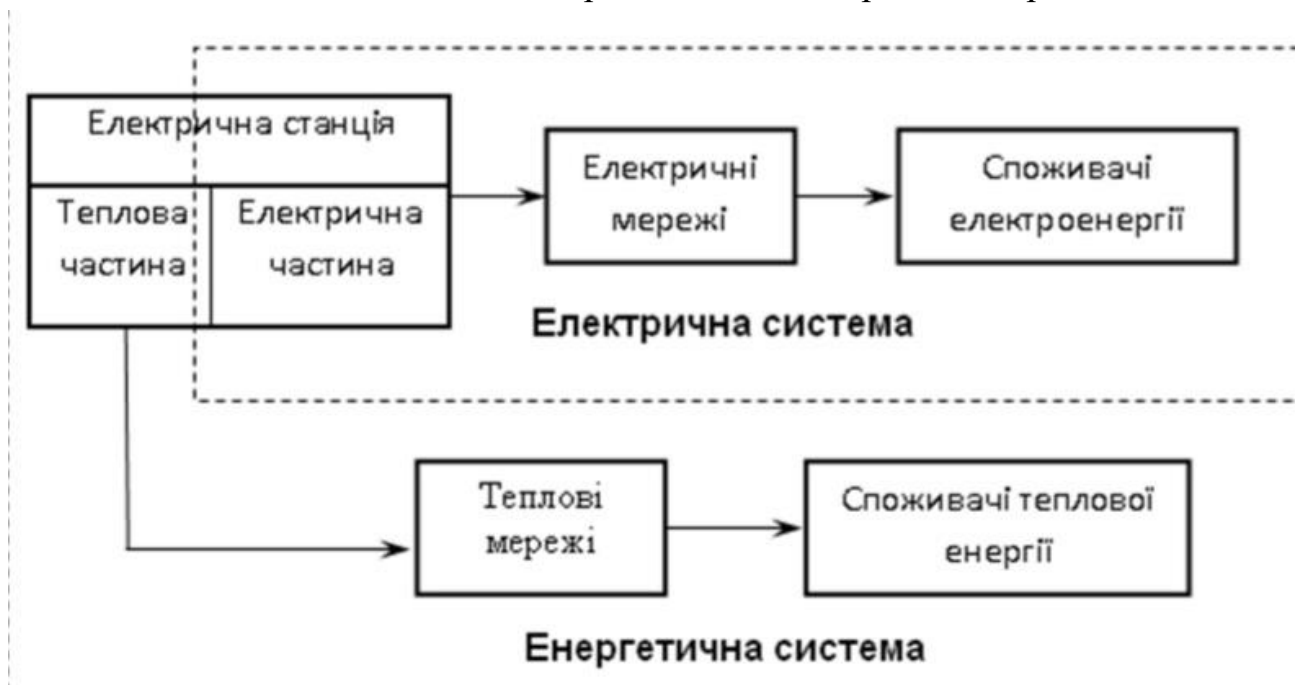 Електрична станція
Теплова
частина
Електрична
частина
Електричні
мережі
Споживачі
електроенергії
Електрична система
Теплові
мережі
Споживачі теплової
енергії
Енергетична система